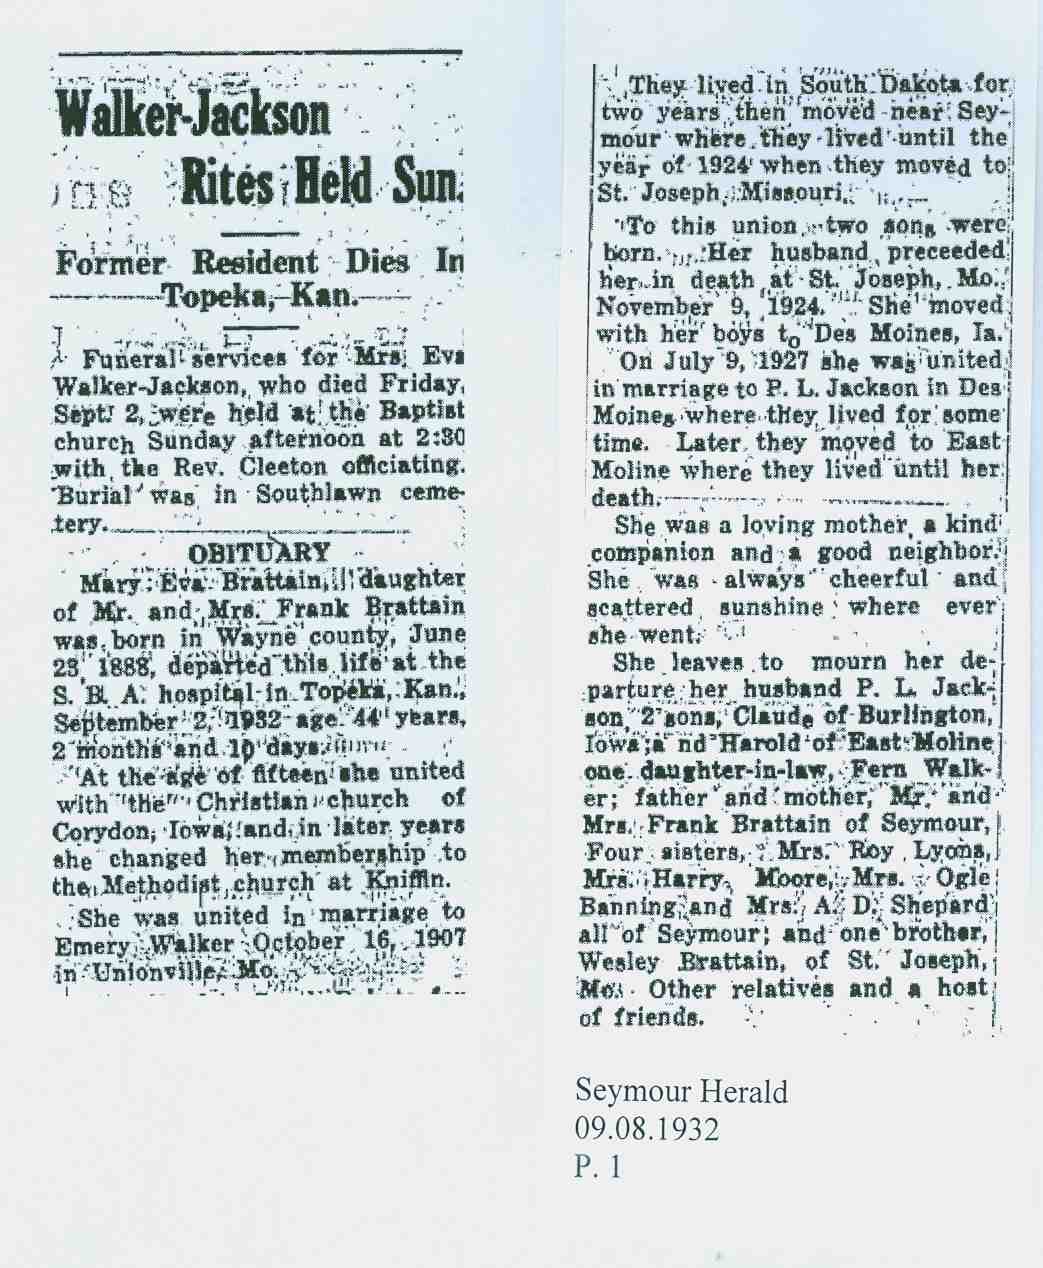 Walker-Jackson
Rites Held Sun.
Former Resident Dies In
Topeka, Kan.
Funeral services for Mrs. Eva
Walker-Jackson, who died Friday,
Sept. 2, were held at the Baptist
church Sunday afternoon at 2:30
with the Rev. Cleeton officiating.
Burial was in Southlawn ceme-
tery.
OBITUARY
Mary Eva Brattain, daughter
of Mr. and Mrs. Frank Brattain
was born in Wayne county, June
23, 1888, departed this life at the
S. B. A. hospital in Topeka, Kan.,
September 2, 1932 age 44 years,
2 months and 10 days.
At the age of fifteen she united
with the Christian church of
Corydon, Iowa, and in later years
she changed her membership to
the Methodist church at Kniffin.
She was united in marriage to
Emery Walker October 16, 1907
in Unionville, Mo.
They lived in South Dakota for
two years then moved near Sey-
mour where they lived until the
year of 1924 when they moved to
St. Joseph, Missouri.
To this union two sons were
born. Her husband preceeded
her in death at St. Joseph, Mo.
November 9, 1924. She moved
with her boys to Des Moines, Ia.
On July 9, 1927 she was united
in marriage to P. L. Jackson in Des
Moines where they lived for some
time. Later they moved to East
Moline where they lived until her
death.
She was a loving mother, a kind
companion and a good neighbor.
She was always cheerful and
scattered sunshine where ever
she went.
She leaves to mourn her de-
parture her husband P. L. Jack-
son, 2 sons, Claude of Burlington,
Iowa ;a nd Harold of East Moline
one daughter-in-law, Fern Walk-
er; father and mother, Mr. and
Mrs. Frank Brattain of Seymour,
Four sisters, Mrs. Roy Lyons,
Mrs. Harry Moore, Mrs. Ogle
Banning and Mrs. A. D. Shepard
all of Seymour; and one brother,
Wesley Brattain, of St. Joseph,
Mo. Other relatives and a host
of friends.
Seymour Herald
09.08.1932
P. 1